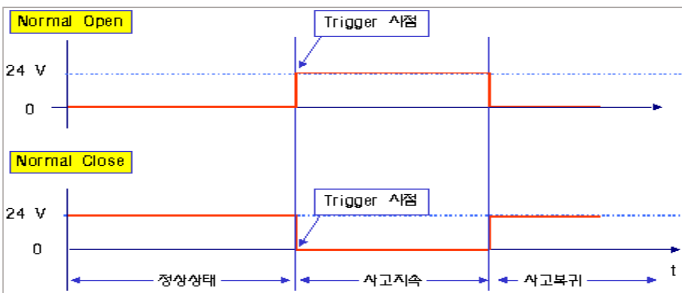 Normal Open
Trigger 시점
24 V
0
Normal Close
Trigger 시점
24 V
0
t
정상상태
사고지속
사고복귀